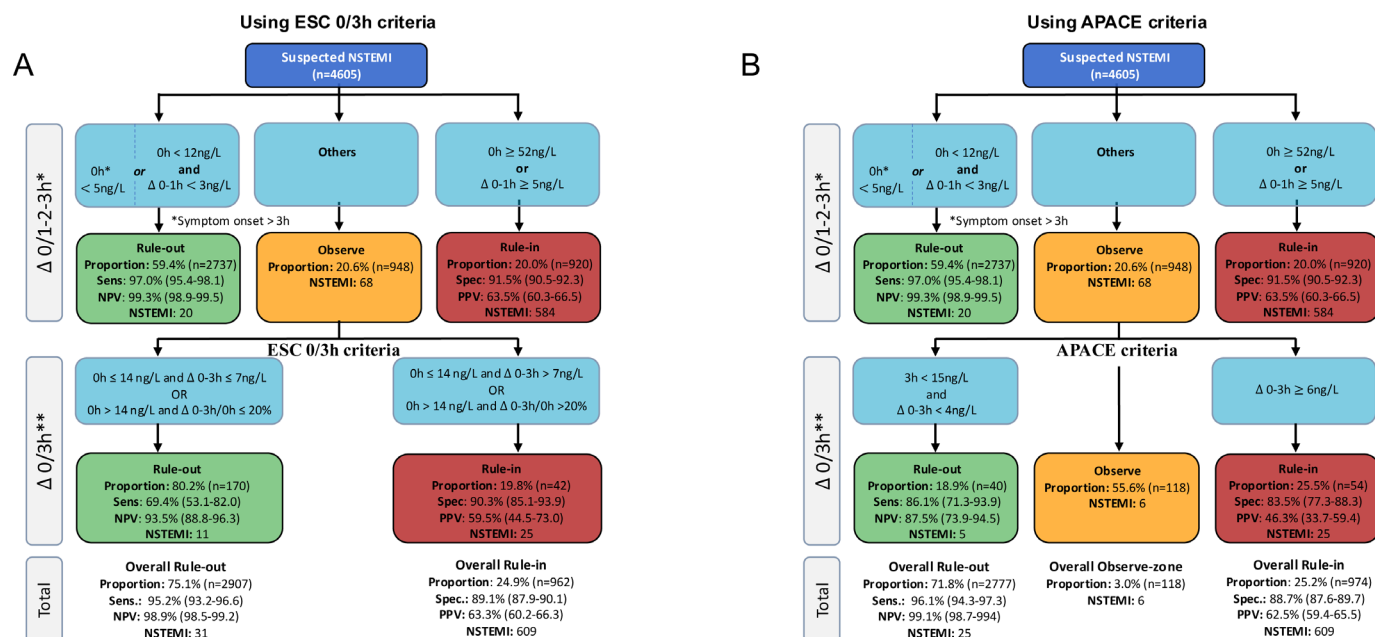 Using ESC 0/3h criteria
A
Suspected NSTEMI
(n=4605)
Δ 0/1-2-3h*
0h*
< 5ng/L
or
0h < 12ng/L
and
Δ 0-1h < 3ng/L
Others
0h ≥ 52ng/L
or
Δ 0-1h ≥ 5ng/L
*Symptom onset > 3h
Rule-out
Proportion: 59.4% (n=2737)
Sens: 97.0% (95.4-98.1)
NPV: 99.3% (98.9-99.5)
NSTEMI: 20
Observe
Proportion: 20.6% (n=948)
NSTEMI: 68
Rule-in
Proportion: 20.0% (n=920)
Spec: 91.5% (90.5-92.3)
PPV: 63.5% (60.3-66.5)
NSTEMI: 584
ESC 0/3h criteria
Δ 0/3h**
0h ≤ 14 ng/L and Δ 0-3h ≤ 7ng/L
OR
0h > 14 ng/L and Δ 0-3h/0h ≤ 20%
0h ≤ 14 ng/L and Δ 0-3h > 7ng/L
OR
0h > 14 ng/L and Δ 0-3h/0h >20%
Rule-out
Proportion: 80.2% (n=170)
Sens: 69.4% (53.1-82.0)
NPV: 93.5% (88.8-96.3)
NSTEMI: 11
Rule-in
Proportion: 19.8% (n=42)
Spec: 90.3% (85.1-93.9)
PPV: 59.5% (44.5-73.0)
NSTEMI: 25
Total
Overall Rule-out
Proportion: 75.1% (n=2907)
Sens.: 95.2% (93.2-96.6)
NPV: 98.9% (98.5-99.2)
NSTEMI: 31
Overall Rule-in
Proportion: 24.9% (n=962)
Spec.: 89.1% (87.9-90.1)
PPV: 63.3% (60.2-66.3)
NSTEMI: 609
Using APACE criteria
B
Suspected NSTEMI
(n=4605)
Δ 0/1-2-3h*
0h*
< 5ng/L
or
0h < 12ng/L
and
Δ 0-1h < 3ng/L
Others
0h ≥ 52ng/L
or
Δ 0-1h ≥ 5ng/L
*Symptom onset > 3h
Rule-out
Proportion: 59.4% (n=2737)
Sens: 97.0% (95.4-98.1)
NPV: 99.3% (98.9-99.5)
NSTEMI: 20
Observe
Proportion: 20.6% (n=948)
NSTEMI: 68
Rule-in
Proportion: 20.0% (n=920)
Spec: 91.5% (90.5-92.3)
PPV: 63.5% (60.3-66.5)
NSTEMI: 584
APACE criteria
Δ 0/3h**
3h < 15ng/L
and
Δ 0-3h < 4ng/L
Δ 0-3h ≥ 6ng/L
Rule-out
Proportion: 18.9% (n=40)
Sens: 86.1% (71.3-93.9)
NPV: 87.5% (73.9-94.5)
NSTEMI: 5
Observe
Proportion: 55.6% (n=118)
NSTEMI: 6
Rule-in
Proportion: 25.5% (n=54)
Spec: 83.5% (77.3-88.3)
PPV: 46.3% (33.7-59.4)
NSTEMI: 25
Total
Overall Rule-out
Proportion: 71.8% (n=2777)
Sens.: 96.1% (94.3-97.3)
NPV: 99.1% (98.7-994)
NSTEMI: 25
Overall Observe-zone
Proportion: 3.0% (n=118)
NSTEMI: 6
Overall Rule-in
Proportion: 25.2% (n=974)
Spec.: 88.7% (87.6-89.7)
PPV: 62.5% (59.4-65.5)
NSTEMI: 609